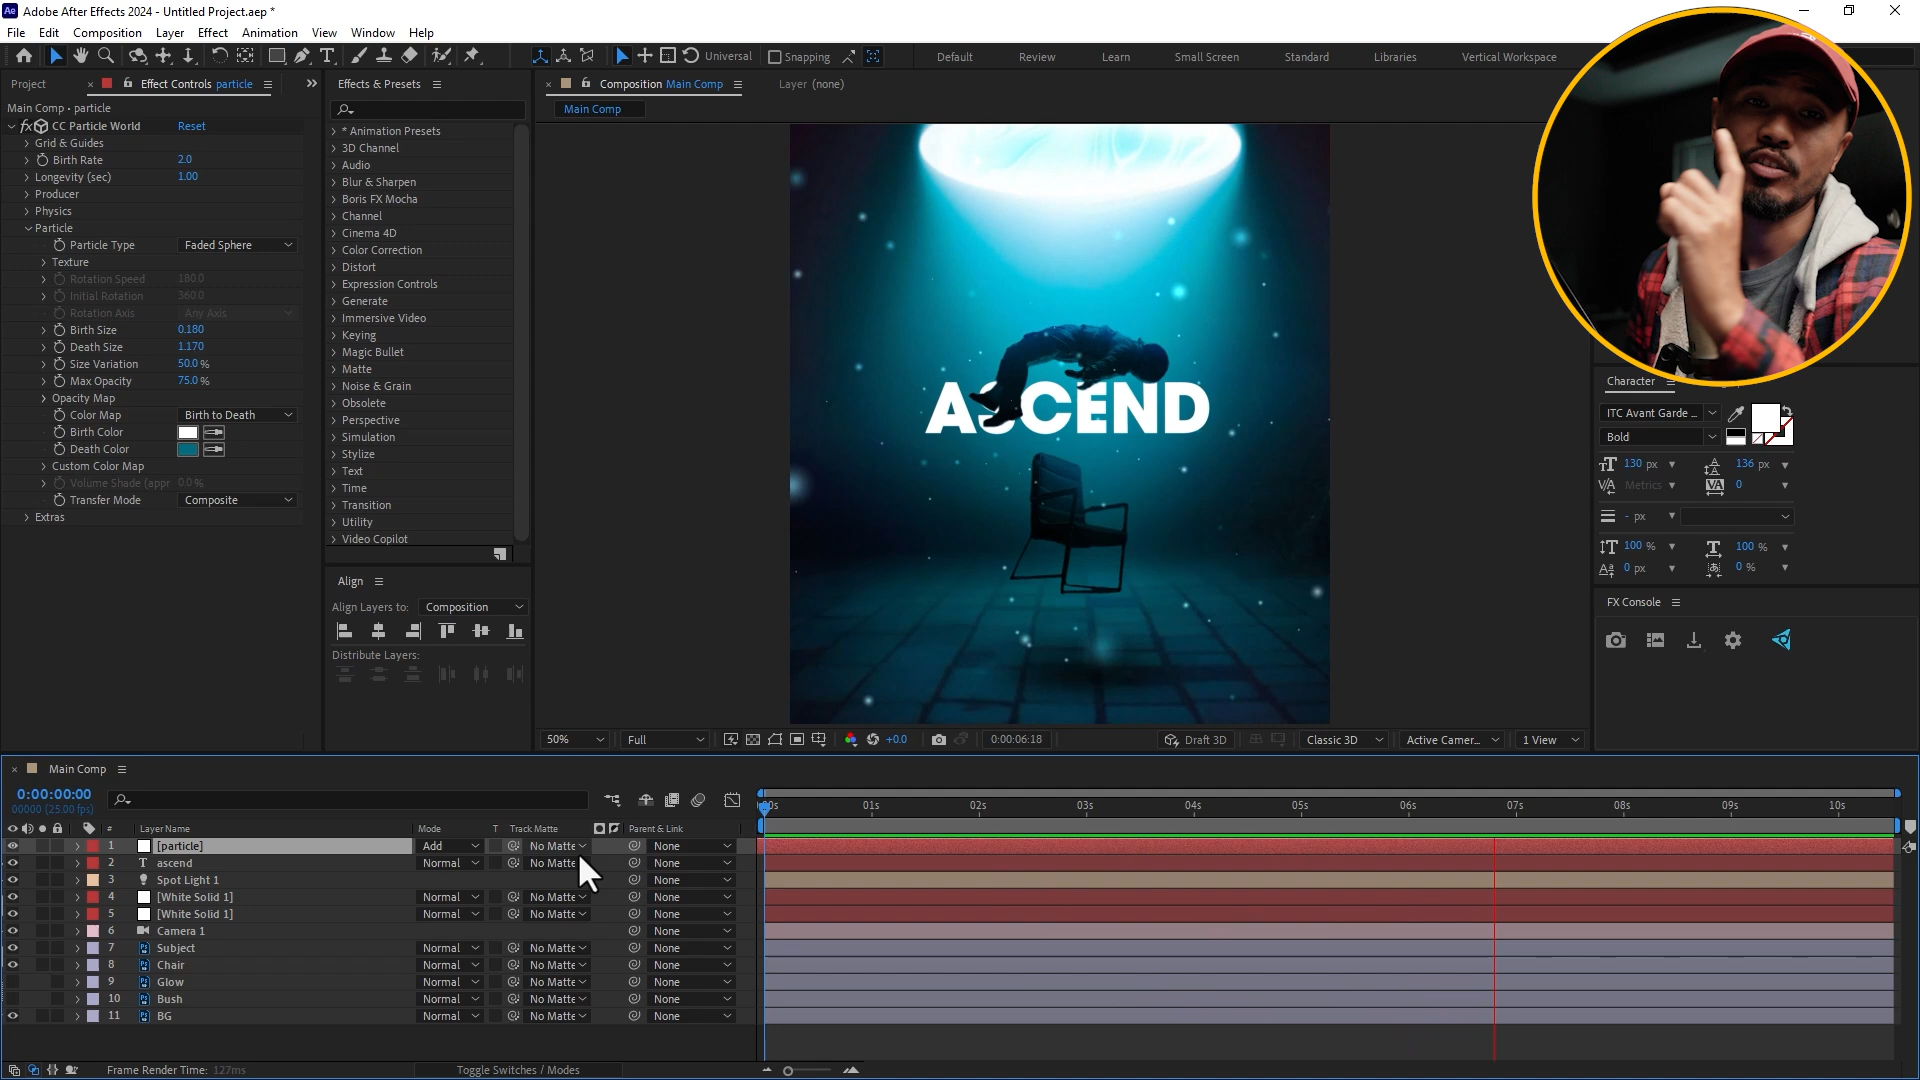 Adobe After Effects 2024 - Untitled Project.aep *
File Edit Composition Layer Effect Animation View Window Help
Universal Snapping Default Review Learn Small Screen Standard Libraries Vertical Workspace
Project Effect Controls particle
Main Comp • particle
fx CC Particle World Reset
Grid & Guides
Birth Rate 2.0
Longevity (sec) 1.00
Producer
Physics
Particle
Particle Type Faded Sphere
Texture
Rotation Speed 180.0
Initial Rotation 360.0
Rotation Axis Any Axis
Birth Size 0.180
Death Size 1.170
Size Variation 50.0 %
Max Opacity 75.0 %
Opacity Map
Color Map Birth to Death
Birth Color
Death Color
Custom Color Map
Volume Shade (appr 0.0 %
Transfer Mode Composite
Extras
Effects & Presets
* Animation Presets
3D Channel
Audio
Blur & Sharpen
Boris FX Mocha
Channel
Cinema 4D
Color Correction
Distort
Expression Controls
Generate
Immersive Video
Keying
Magic Bullet
Matte
Noise & Grain
Obsolete
Perspective
Simulation
Stylize
Text
Time
Transition
Utility
Video Copilot
Align
Align Layers to: Composition
Distribute Layers:
Composition Main Comp Layer (none)
Main Comp
ASCEND
50% Full +0.0 0:00:06:18 Draft 3D Classic 3D Active Camer... 1 View
Character
ITC Avant Garde ...
Bold
130 px 136 px
Metrics 0
- px
100 % 100 %
0 px 0 %
FX Console
Main Comp
0:00:00:00
00000 (25.00 fps)
00s 01s 02s 03s 04s 05s 06s 07s 08s 09s 10s
# Layer Name Mode T Track Matte Parent & Link
1 [particle] Add No Matte None
2 T ascend Normal No Matte None
3 Spot Light 1 None
4 [White Solid 1] Normal No Matte None
5 [White Solid 1] Normal No Matte None
6 Camera 1 None
7 Subject Normal No Matte None
8 Chair Normal No Matte None
9 Glow Normal No Matte None
10 Bush Normal No Matte None
11 BG Normal No Matte None
Frame Render Time: 127ms Toggle Switches / Modes